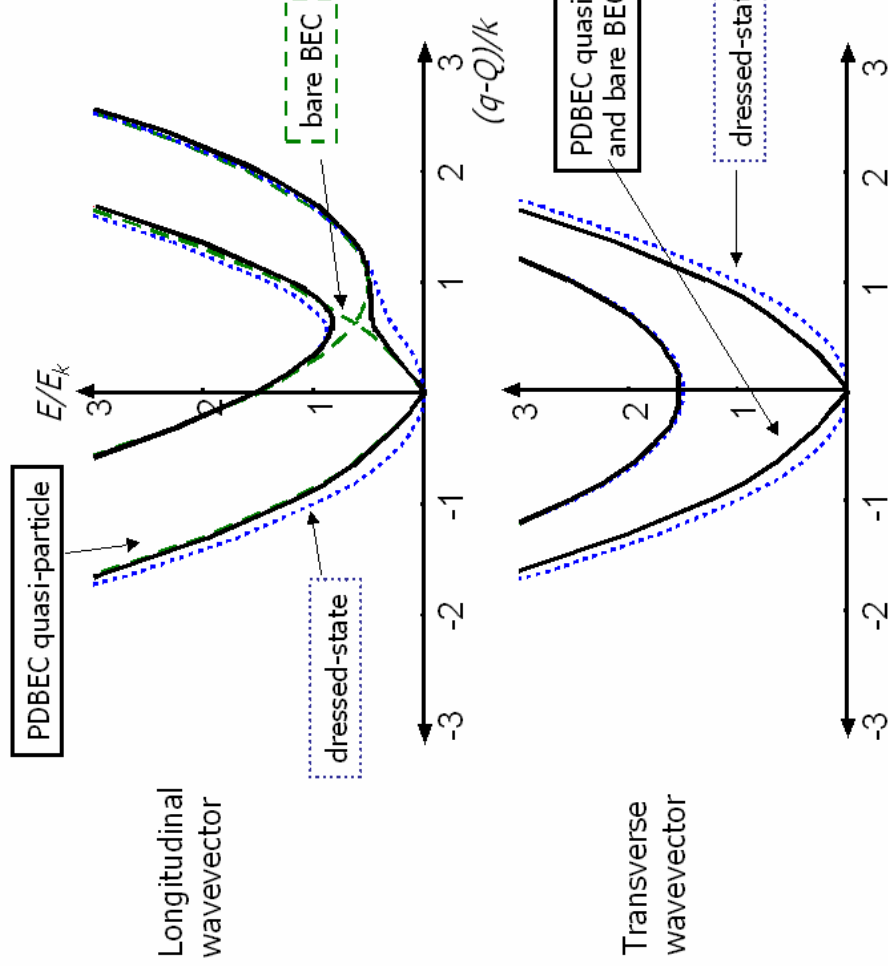 Longitudinal
wavevector
PDBEC quasi-particle
dressed-state
bare BEC
E/Eₖ
3
2
1
-3 -2 -1 1 2 3
(q-Q)/k
Transverse
wavevector
PDBEC quasi
and bare BEC
dressed-stat
3
2
1
-3 -2 -1 1 2 3